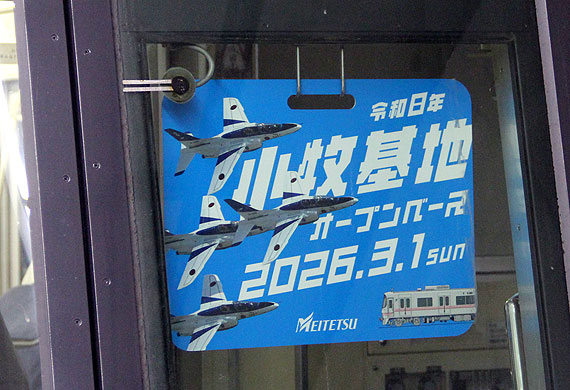 令和8年
小牧基地
オープンベース
2026.3.1 SUN
MEITETSU